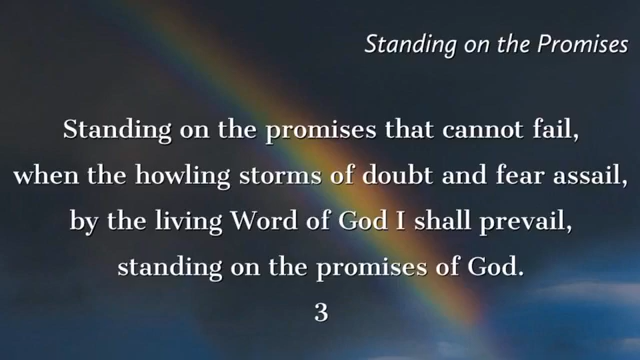 Standing on the Promises
Standing on the promises that cannot fail,
when the howling storms of doubt and fear assail,
by the living Word of God I shall prevail,
standing on the promises of God.
3